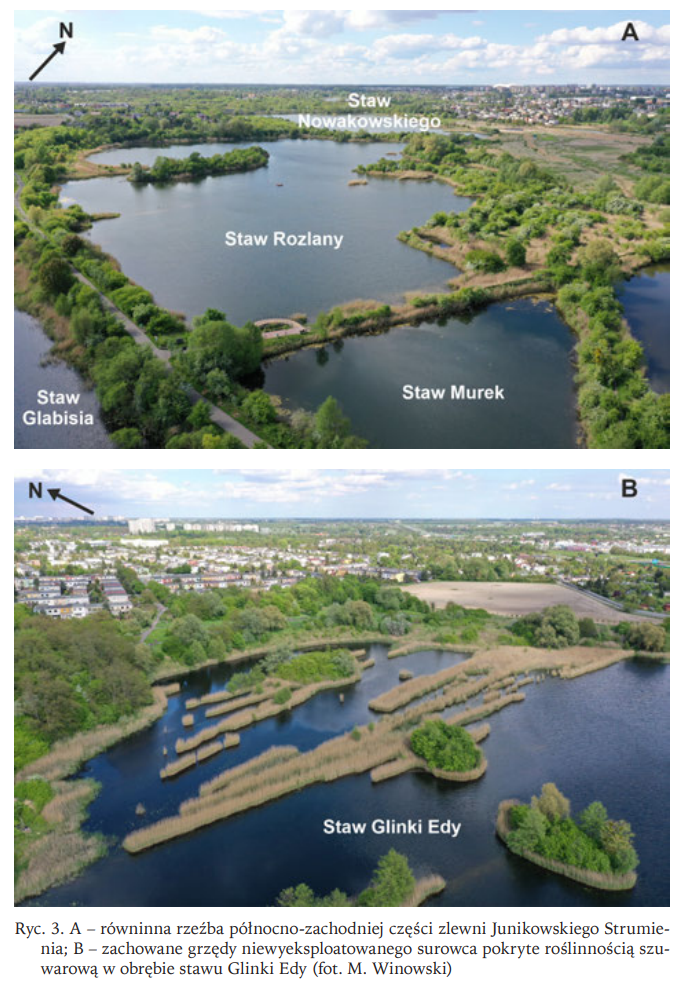 N
A
Staw
Nowakowskiego
Staw Rozlany
Staw Murek
Staw
Glabisia
N
B
Staw Glinki Edy
Ryc. 3. A – równinna rzeźba północno-zachodniej części zlewni Junikowskiego Strumie-
nia; B – zachowane grzędy niewyeksploatowanego surowca pokryte roślinnością szu-
warową w obrębie stawu Glinki Edy (fot. M. Winowski)